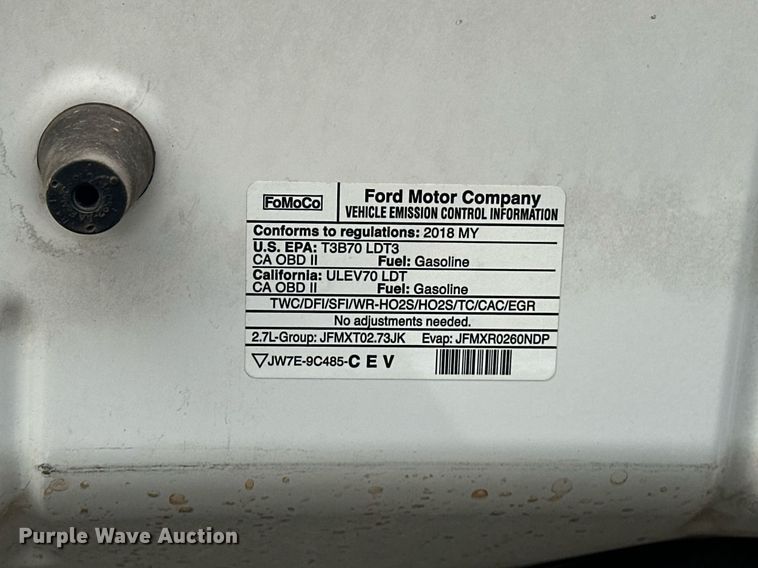 FoMoCo
Ford Motor Company
VEHICLE EMISSION CONTROL INFORMATION
Conforms to regulations: 2018 MY
U.S. EPA: T3B70 LDT3
CA OBD II Fuel: Gasoline
California: ULEV70 LDT
CA OBD II Fuel: Gasoline
TWC/DFI/SFI/WR-HO2S/HO2S/TC/CAC/EGR
No adjustments needed.
2.7L-Group: JFMXT02.73JK Evap: JFMXR0260NDP
JW7E-9C485-C E V
Purple Wave Auction